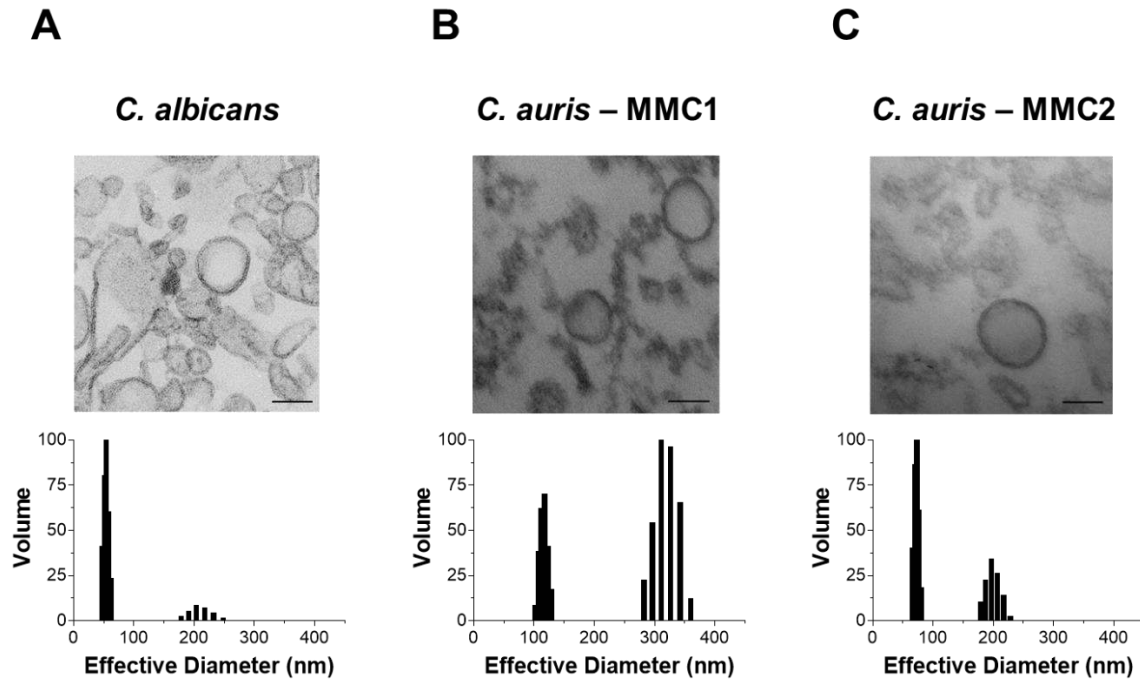 A
B
C
C. albicans
C. auris – MMC1
C. auris – MMC2
100
75
50
25
0
Volume
0 100 200 300 400
Effective Diameter (nm)
100
75
50
25
0
Volume
0 100 200 300 400
Effective Diameter (nm)
100
75
50
25
0
Volume
0 100 200 300 400
Effective Diameter (nm)